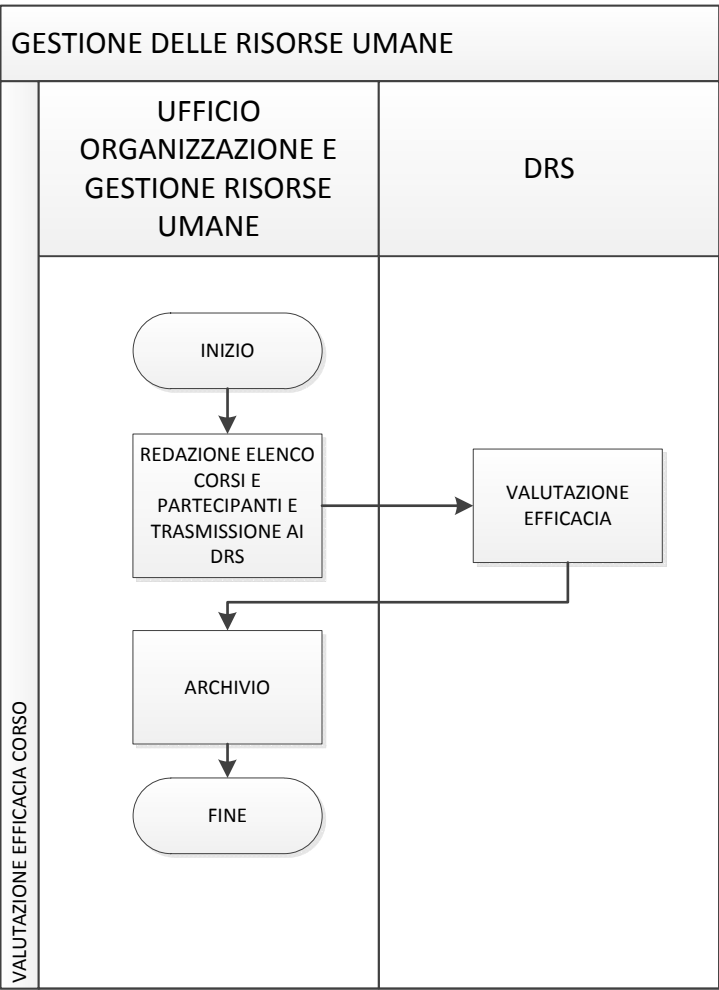 GESTIONE DELLE RISORSE UMANE
UFFICIO
ORGANIZZAZIONE E
GESTIONE RISORSE
UMANE
DRS
INIZIO
REDAZIONE ELENCO
CORSI E
PARTECIPANTI E
TRASMISSIONE AI
DRS
VALUTAZIONE
EFFICACIA
ARCHIVIO
FINE
VALUTAZIONE EFFICACIA CORSO